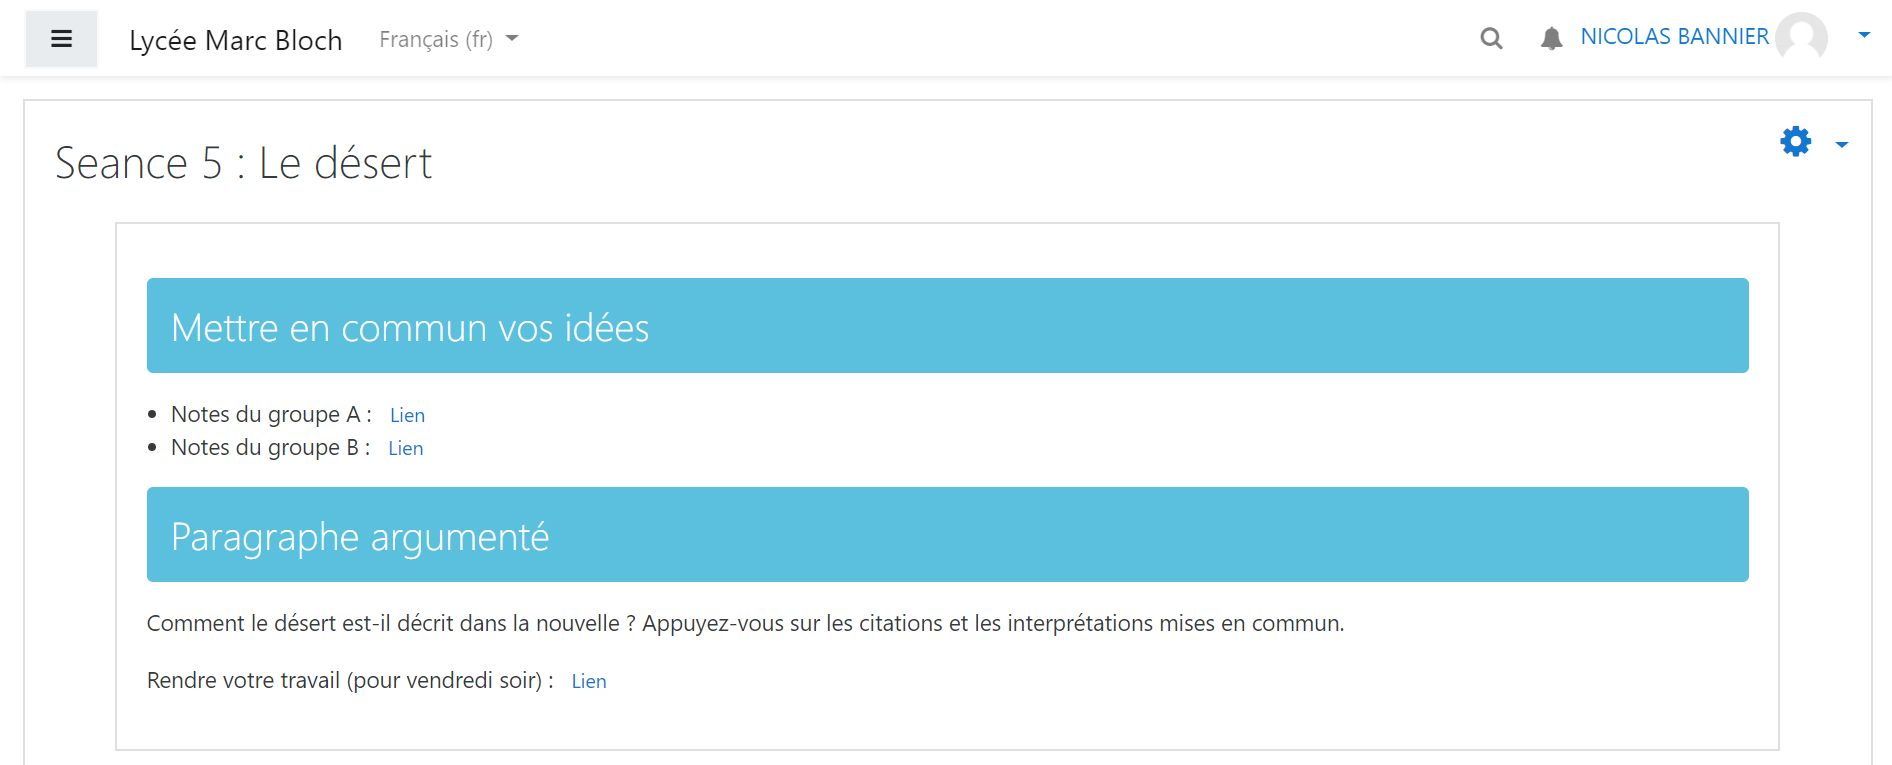 Lycée Marc Bloch Français (fr) NICOLAS BANNIER
Seance 5 : Le désert
Mettre en commun vos idées
Notes du groupe A : Lien
Notes du groupe B : Lien
Paragraphe argumenté
Comment le désert est-il décrit dans la nouvelle ? Appuyez-vous sur les citations et les interprétations mises en commun.
Rendre votre travail (pour vendredi soir) : Lien